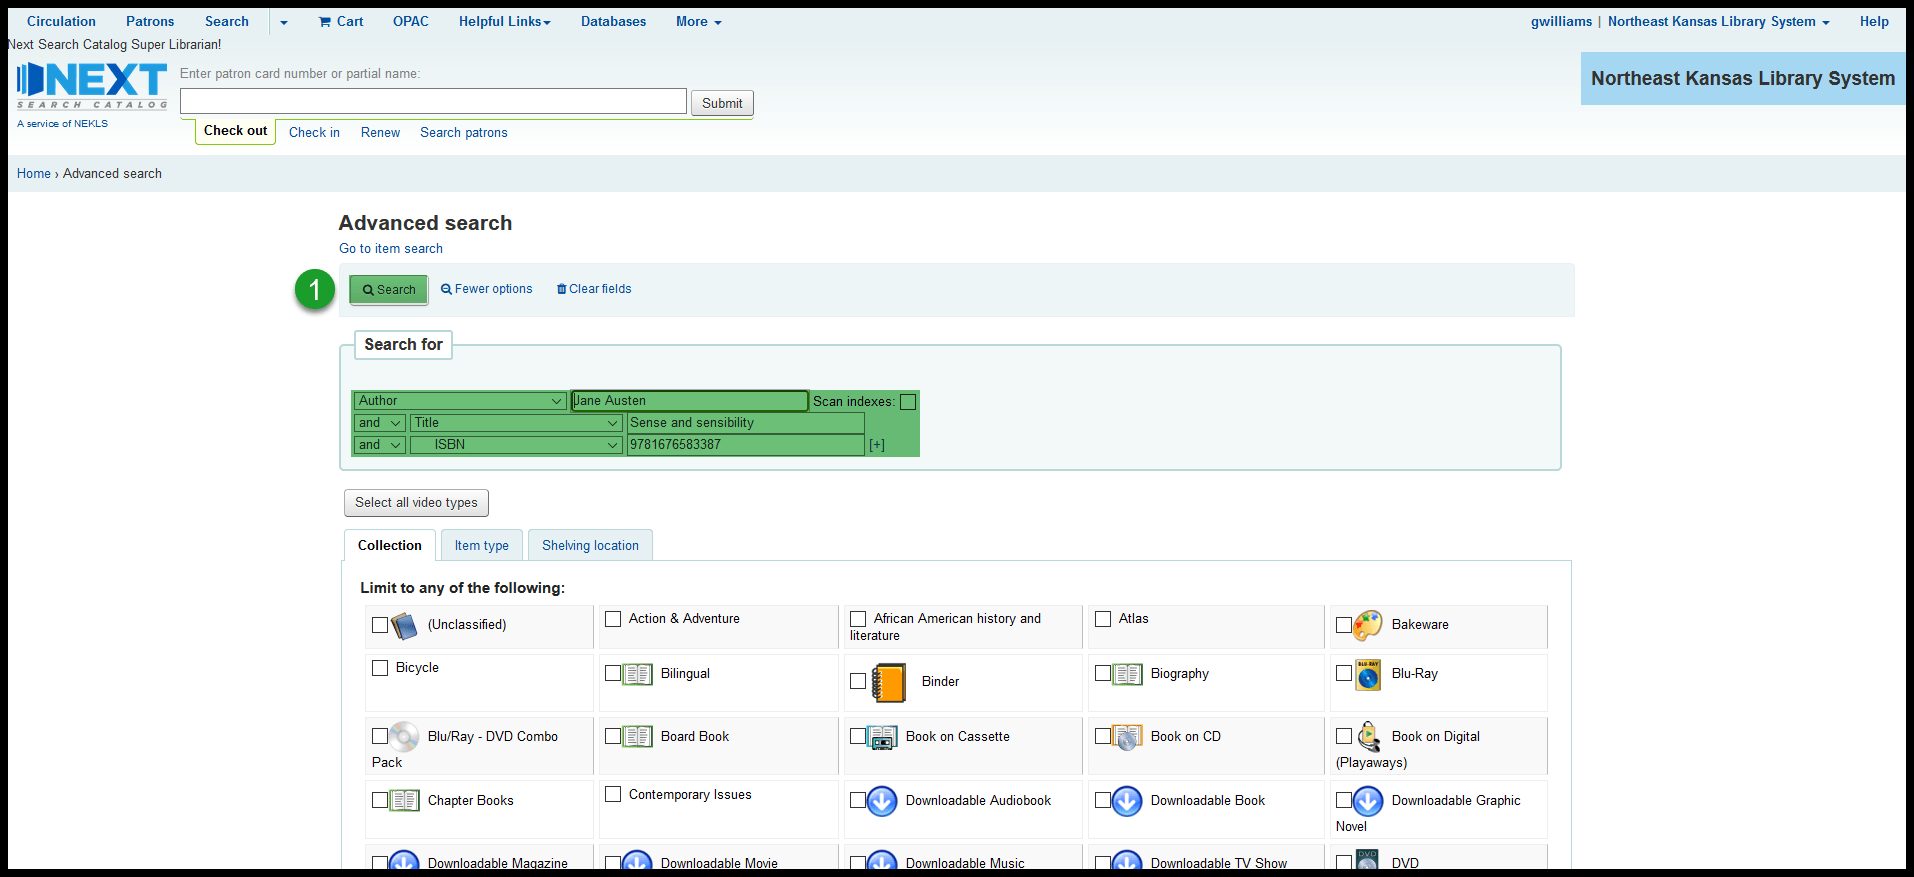 Circulation Patrons Search Cart OPAC Helpful Links Databases More gwilliams | Northeast Kansas Library System Help
Next Search Catalog Super Librarian!
NEXT
SEARCH CATALOG
A service of NEKLS
Enter patron card number or partial name:
Submit
Check out Check in Renew Search patrons
Northeast Kansas Library System
Home › Advanced search
Advanced search
Go to item search
1 Search Fewer options Clear fields
Search for
Author Jane Austen Scan indexes:
and Title Sense and sensibility
and ISBN 9781676583387 [+]
Select all video types
Collection Item type Shelving location
Limit to any of the following:
(Unclassified) Action & Adventure African American history and literature Atlas Bakeware
Bicycle Bilingual Binder Biography Blu-Ray
BLU-RAY
Blu/Ray - DVD Combo Pack Board Book Book on Cassette Book on CD Book on Digital (Playaways)
Chapter Books Contemporary Issues Downloadable Audiobook Downloadable Book Downloadable Graphic Novel
Downloadable Magazine Downloadable Movie Downloadable Music Downloadable TV Show DVD DVD